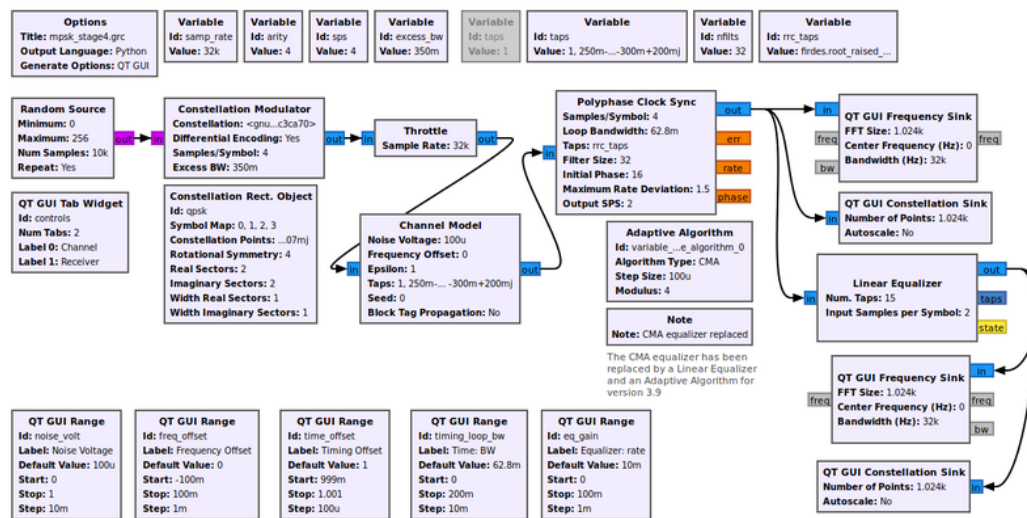 Options
Title: mpsk_stage4.grc
Output Language: Python
Generate Options: QT GUI
Variable
Id: samp_rate
Value: 32k
Variable
Id: arity
Value: 4
Variable
Id: sps
Value: 4
Variable
Id: excess_bw
Value: 350m
Variable
Id: taps
Value: 1
Variable
Id: taps
Value: 1, 250m-...-300m+200mj
Variable
Id: nfilts
Value: 32
Variable
Id: rrc_taps
Value: firdes.root_raised_...
Random Source
Minimum: 0
Maximum: 256
Num Samples: 10k
Repeat: Yes
out
in
Constellation Modulator
Constellation: <gnu...c3ca70>
Differential Encoding: Yes
Samples/Symbol: 4
Excess BW: 350m
out
in
Throttle
Sample Rate: 32k
out
in
Polyphase Clock Sync
Samples/Symbol: 4
Loop Bandwidth: 62.8m
Taps: rrc_taps
Filter Size: 32
Initial Phase: 16
Maximum Rate Deviation: 1.5
Output SPS: 2
out
err
rate
phase
in
freq
bw
QT GUI Frequency Sink
FFT Size: 1.024k
Center Frequency (Hz): 0
Bandwidth (Hz): 32k
freq
QT GUI Tab Widget
Id: controls
Num Tabs: 2
Label 0: Channel
Label 1: Receiver
Constellation Rect. Object
Id: qpsk
Symbol Map: 0, 1, 2, 3
Constellation Points: ...07mj
Rotational Symmetry: 4
Real Sectors: 2
Imaginary Sectors: 2
Width Real Sectors: 1
Width Imaginary Sectors: 1
in
Channel Model
Noise Voltage: 100u
Frequency Offset: 0
Epsilon: 1
Taps: 1, 250m-... -300m+200mj
Seed: 0
Block Tag Propagation: No
out
Adaptive Algorithm
Id: variable_...e_algorithm_0
Algorithm Type: CMA
Step Size: 100u
Modulus: 4
Note
Note: CMA equalizer replaced
The CMA equalizer has been
replaced by a Linear Equalizer
and an Adaptive Algorithm for
version 3.9
in
QT GUI Constellation Sink
Number of Points: 1.024k
Autoscale: No
in
Linear Equalizer
Num. Taps: 15
Input Samples per Symbol: 2
out
taps
state
freq
QT GUI Frequency Sink
FFT Size: 1.024k
Center Frequency (Hz): 0
Bandwidth (Hz): 32k
in
freq
bw
QT GUI Constellation Sink
Number of Points: 1.024k
Autoscale: No
in
QT GUI Range
Id: noise_volt
Label: Noise Voltage
Default Value: 100u
Start: 0
Stop: 1
Step: 10m
QT GUI Range
Id: freq_offset
Label: Frequency Offset
Default Value: 0
Start: -100m
Stop: 100m
Step: 1m
QT GUI Range
Id: time_offset
Label: Timing Offset
Default Value: 1
Start: 999m
Stop: 1.001
Step: 100u
QT GUI Range
Id: timing_loop_bw
Label: Time: BW
Default Value: 62.8m
Start: 0
Stop: 200m
Step: 10m
QT GUI Range
Id: eq_gain
Label: Equalizer: rate
Default Value: 10m
Start: 0
Stop: 100m
Step: 1m